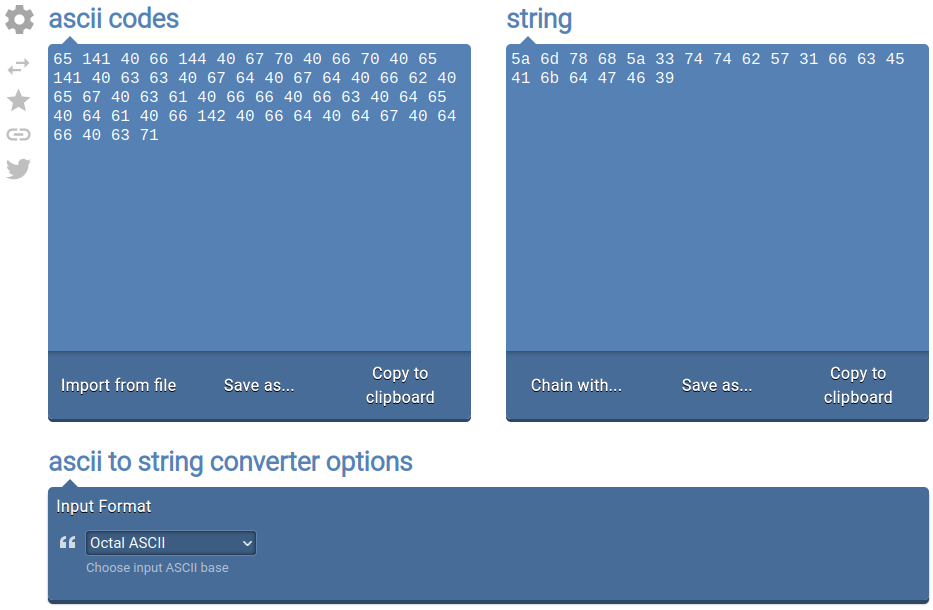 ascii codes
65 141 40 66 144 40 67 70 40 66 70 40 65
141 40 63 63 40 67 64 40 67 64 40 66 62 40
65 67 40 63 61 40 66 66 40 66 63 40 64 65
40 64 61 40 66 142 40 66 64 40 64 67 40 64
66 40 63 71
Import from file
Save as...
Copy to
clipboard
string
5a 6d 78 68 5a 33 74 74 62 57 31 66 63 45
41 6b 64 47 46 39
Chain with...
Save as...
Copy to
clipboard
ascii to string converter options
Input Format
Octal ASCII
Choose input ASCII base